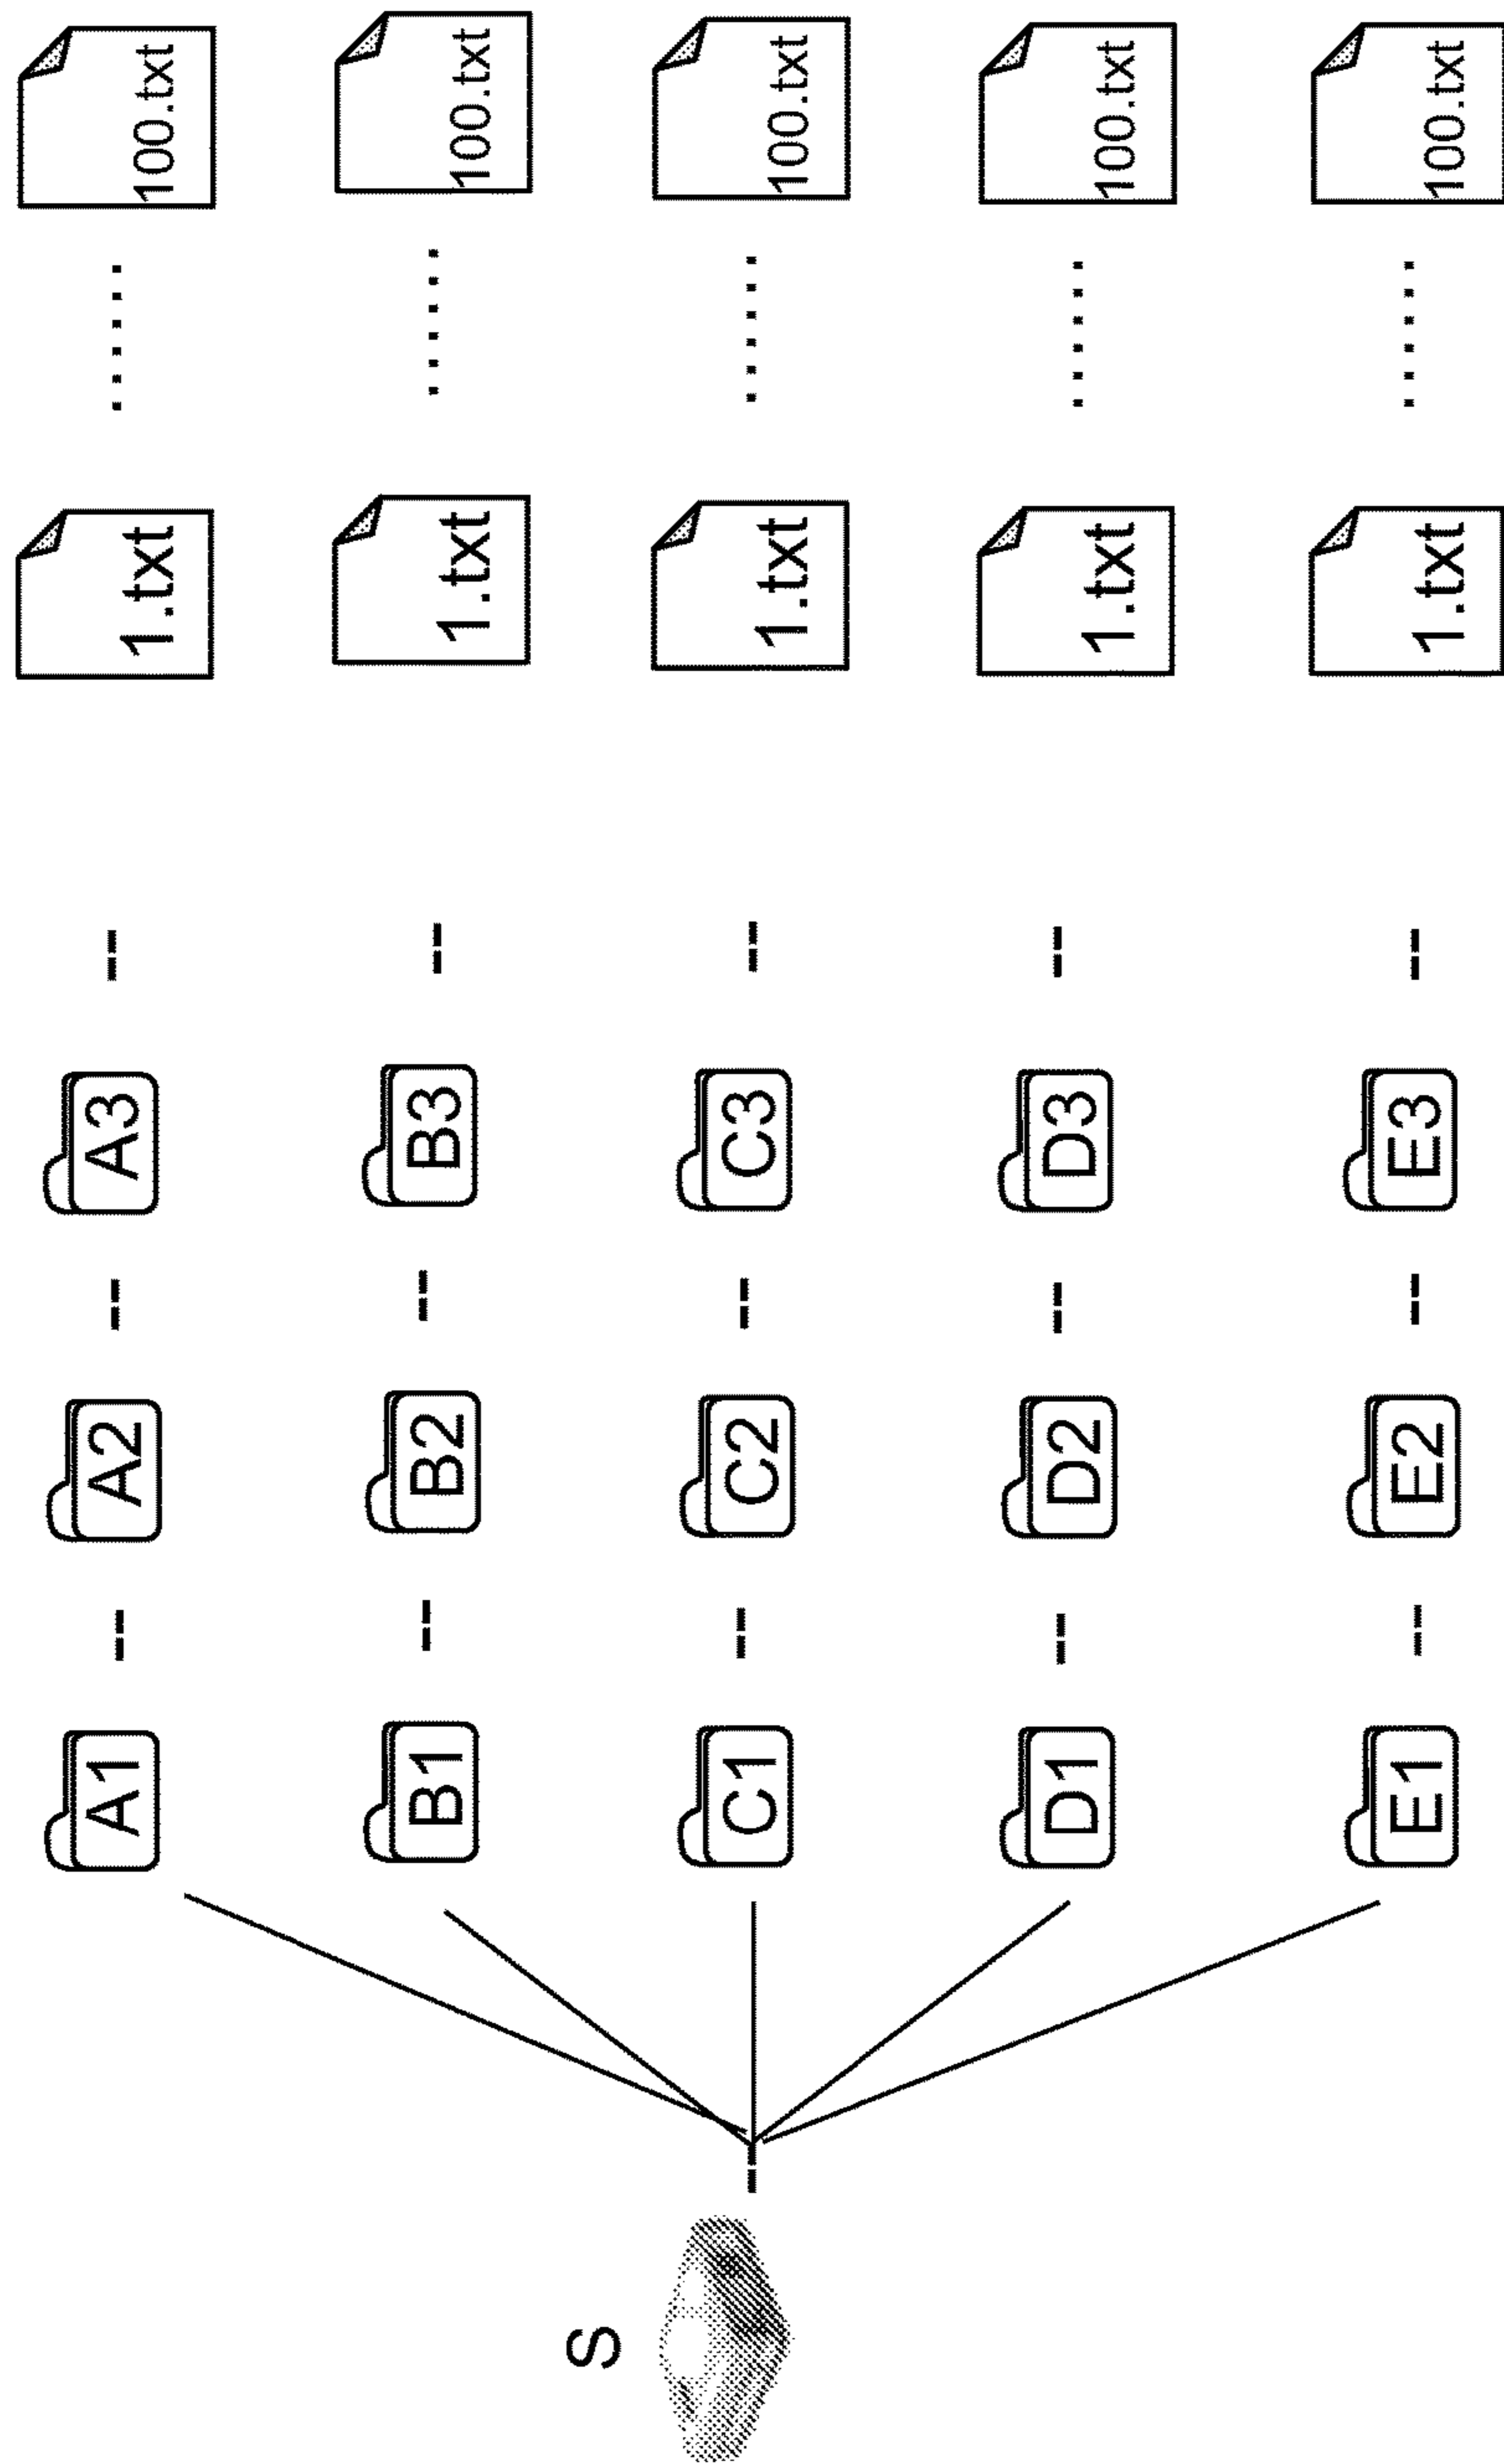 A1 -- A2 -- A3 -- 1.txt ...... 100.txt
B1 -- B2 -- B3 -- 1.txt ...... 100.txt
S -- C1 -- C2 -- C3 -- 1.txt ...... 100.txt
D1 -- D2 -- D3 -- 1.txt ...... 100.txt
E1 -- E2 -- E3 -- 1.txt ...... 100.txt